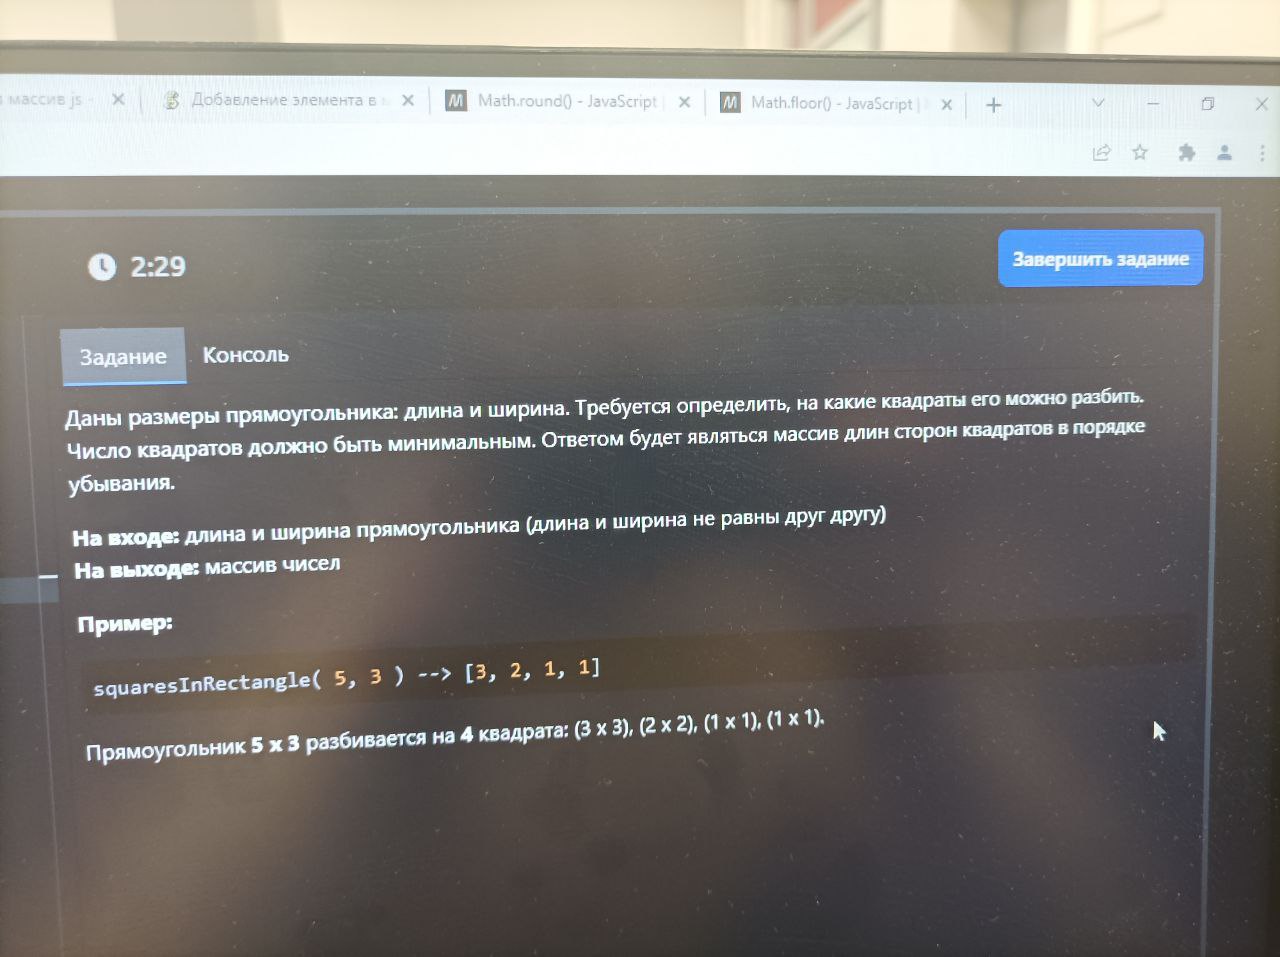 массив js -
Добавление элемента в
Math.round() - JavaScript
Math.floor() - JavaScript |
2:29
Завершить задание
Задание Консоль
Даны размеры прямоугольника: длина и ширина. Требуется определить, на какие квадраты его можно разбить.
Число квадратов должно быть минимальным. Ответом будет являться массив длин сторон квадратов в порядке
убывания.
На входе: длина и ширина прямоугольника (длина и ширина не равны друг другу)
На выходе: массив чисел
Пример:
squaresInRectangle( 5, 3 ) --> [3, 2, 1, 1]
Прямоугольник 5 x 3 разбивается на 4 квадрата: (3 x 3), (2 x 2), (1 x 1), (1 x 1).